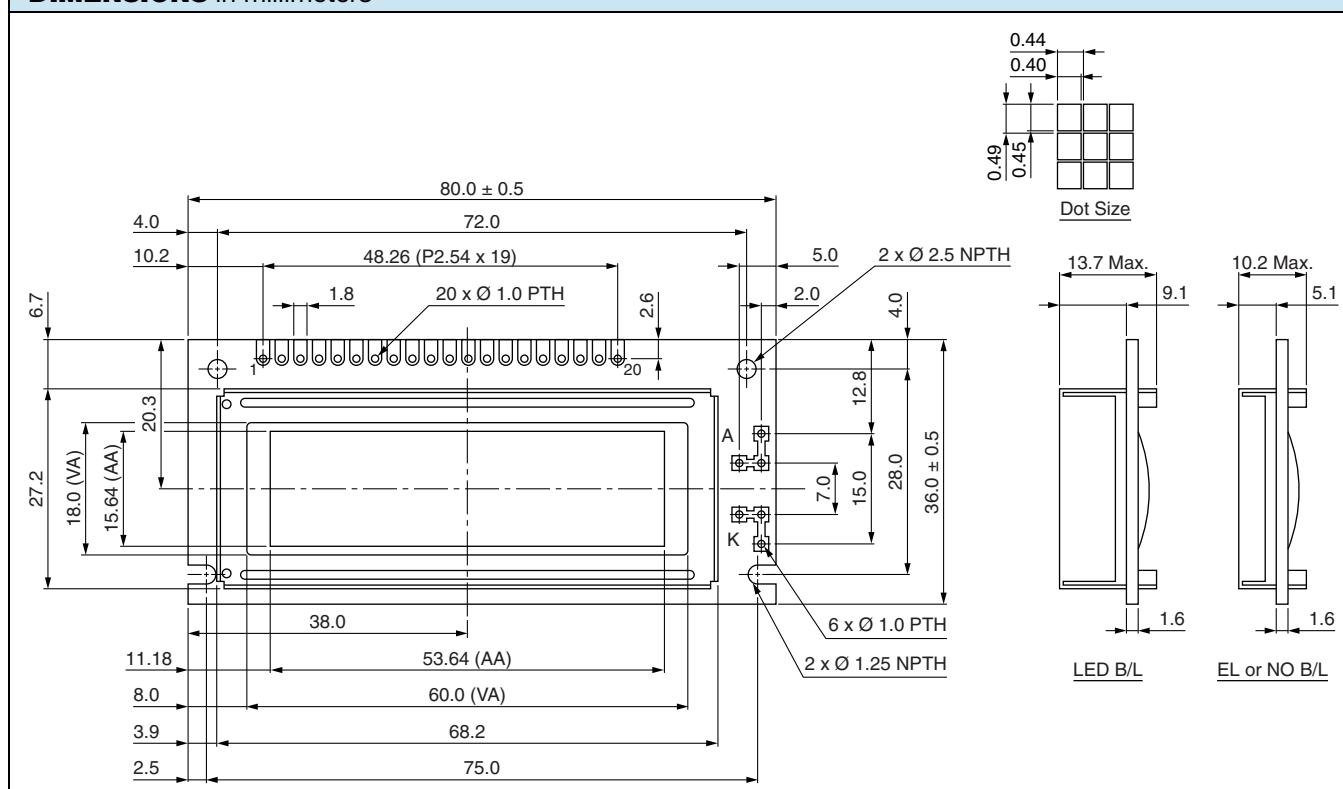 DIMENSIONS in millimeters
0.44
0.40
0.49
0.45
Dot Size
80.0 ± 0.5
4.0
72.0
10.2
48.26 (P2.54 x 19)
5.0
2 x Ø 2.5 NPTH
1.8
20 x Ø 1.0 PTH
2.6
2.0
4.0
6.7
1
20
20.3
12.8
27.2
18.0 (VA)
15.64 (AA)
A
K
7.0
15.0
28.0
36.0 ± 0.5
38.0
6 x Ø 1.0 PTH
11.18
53.64 (AA)
2 x Ø 1.25 NPTH
8.0
60.0 (VA)
3.9
68.2
2.5
75.0
13.7 Max.
9.1
1.6
LED B/L
10.2 Max.
5.1
1.6
EL or NO B/L